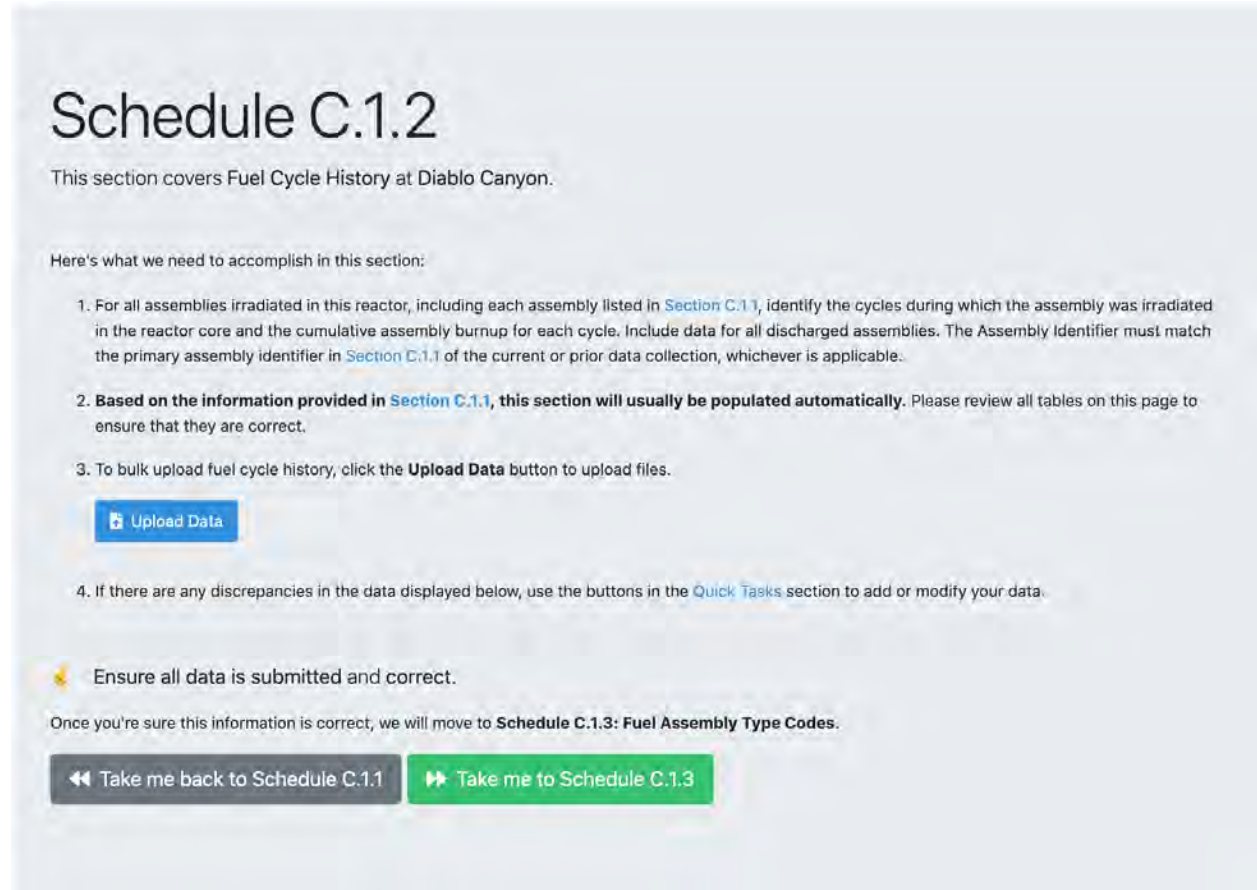 Schedule C.1.2
This section covers Fuel Cycle History at Diablo Canyon.
Here's what we need to accomplish in this section:
1. For all assemblies irradiated in this reactor, including each assembly listed in Section C.1.1, identify the cycles during which the assembly was irradiated
in the reactor core and the cumulative assembly burnup for each cycle. Include data for all discharged assemblies. The Assembly Identifier must match
the primary assembly identifier in Section C.1.1 of the current or prior data collection, whichever is applicable.
2. Based on the information provided in Section C.1.1, this section will usually be populated automatically. Please review all tables on this page to
ensure that they are correct.
3. To bulk upload fuel cycle history, click the Upload Data button to upload files.
Upload Data
4. If there are any discrepancies in the data displayed below, use the buttons in the Quick Tasks section to add or modify your data.
Ensure all data is submitted and correct.
Once you're sure this information is correct, we will move to Schedule C.1.3: Fuel Assembly Type Codes.
Take me back to Schedule C.1.1 Take me to Schedule C.1.3